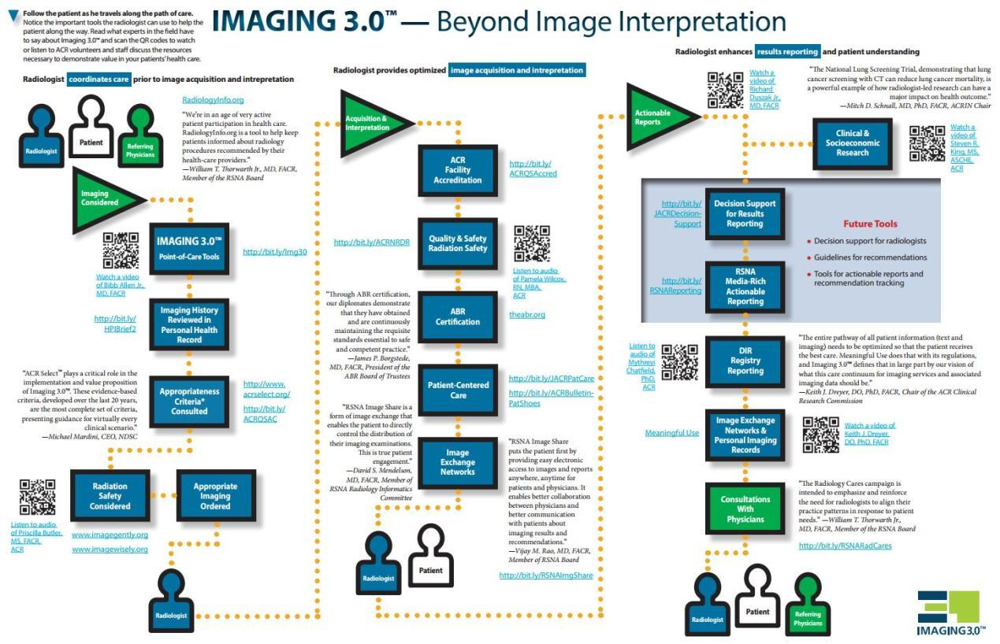 IMAGING 3.0™ — Beyond Image Interpretation
Follow the patient as he travels along the path of care.
Notice the important tools the radiologist can use to help the
patient along the way. Read what experts in the field have
to say about Imaging 3.0™ and scan the QR codes to watch
or listen to ACR volunteers and staff discuss the resources
necessary to demonstrate value in your patients' health care.
Radiologist coordinates care prior to image acquisition and intrepretation
Radiologist
Patient
Referring
Physicians
RadiologyInfo.org
"We're in an age of very active
patient participation in health care.
RadiologyInfo.org is a tool to help keep
patients informed about radiology
procedures recommended by their
health-care providers."
—William T. Thorwarth Jr., MD, FACR,
Member of the RSNA Board
Imaging
Considered
IMAGING 3.0™
Point-of-Care Tools
http://bit.ly/Img30
Watch a video
of Bibb Allen Jr.,
MD, FACR
Imaging History
Reviewed in
Personal Health
Record
http://bit.ly/
HPIBrief2
"ACR Select™ plays a critical role in the
implementation and value proposition
of Imaging 3.0™. These evidence-based
criteria, developed over the last 20 years,
are the most complete set of criteria,
presenting guidance for virtually every
clinical scenario."
—Michael Mardini, CEO, NDSC
Appropriateness
Criteria®
Consulted
http://www.
acrselect.org/
http://bit.ly/
ACRQSAC
Radiation
Safety
Considered
Appropriate
Imaging
Ordered
Listen to audio
of Priscilla Butler,
MS, FACR,
ACR
www.imagegently.org
www.imagewisely.org
Radiologist
Radiologist provides optimized image acquisition and intrepretation
Acquisition &
Interpretation
ACR
Facility
Accreditation
http://bit.ly/
ACRQSAccred
http://bit.ly/ACRNRDR
Quality & Safety
Radiation Safety
Listen to audio
of Pamela Wilcox,
RN, MBA,
ACR
"Through ABR certification,
our diplomates demonstrate
that they have obtained
and are continuously
maintaining the requisite
standards essential to safe
and competent practice."
—James P. Borgstede,
MD, FACR, President of the
ABR Board of Trustees
ABR
Certification
theabr.org
Patient-Centered
Care
http://bit.ly/JACRPatCare
http://bit.ly/ACRBulletin-
PatShoes
"RSNA Image Share is a
form of image exchange that
enables the patient to directly
control the distribution of
their imaging examinations.
This is true patient
engagement."
—David S. Mendelson,
MD, FACR, Member of
RSNA Radiology Informatics
Committee
Image
Exchange
Networks
"RSNA Image Share
puts the patient first by
providing easy electronic
access to images and reports
anywhere, anytime for
patients and physicians. It
enables better collaboration
between physicians and
better communication
with patients about
imaging results and
recommendations."
—Vijay M. Rao, MD, FACR,
Member of RSNA Board
http://bit.ly/RSNAImgShare
Radiologist
Patient
Radiologist enhances results reporting and patient understanding
Actionable
Reports
Watch a
video of
Richard
Duszak Jr.,
MD, FACR
"The National Lung Screening Trial, demonstrating that lung
cancer screening with CT can reduce lung cancer mortality, is
a powerful example of how radiologist-led research can have a
major impact on health outcome."
—Mitch D. Schnall, MD, PhD, FACR, ACRIN Chair
Clinical &
Socioeconomic
Research
Watch a
video of
Steven R.
King, MS,
ASCHE,
ACR
http://bit.ly/
JACRDecision-
Support
Decision Support
for Results
Reporting
http://bit.ly/
RSNAReporting
RSNA
Media-Rich
Actionable
Reporting
Future Tools
• Decision support for radiologists
• Guidelines for recommendations
• Tools for actionable reports and
recommendation tracking
Listen to
audio of
Mythreyi
Chatfield,
PhD,
ACR
DIR
Registry
Reporting
"The entire pathway of all patient information (text and
imaging) needs to be optimized so that the patient receives
the best care. Meaningful Use does that with its regulations,
and Imaging 3.0™ defines that in large part by our vision of
what this care continuum for imaging services and associated
imaging data should be."
—Keith J. Dreyer, DO, PhD, FACR, Chair of the ACR Clinical
Research Commission
Meaningful Use
Image Exchange
Networks &
Personal Imaging
Records
Watch a video of
Keith J. Dreyer,
DO, PhD, FACR
Consultations
With
Physicians
"The Radiology Cares campaign is
intended to emphasize and reinforce
the need for radiologists to align their
practice patterns in response to patient
needs." —William T. Thorwarth Jr.,
MD, FACR, Member of the RSNA Board
http://bit.ly/RSNARadCares
Radiologist
Patient
Referring
Physicians
IMAGING3.0™